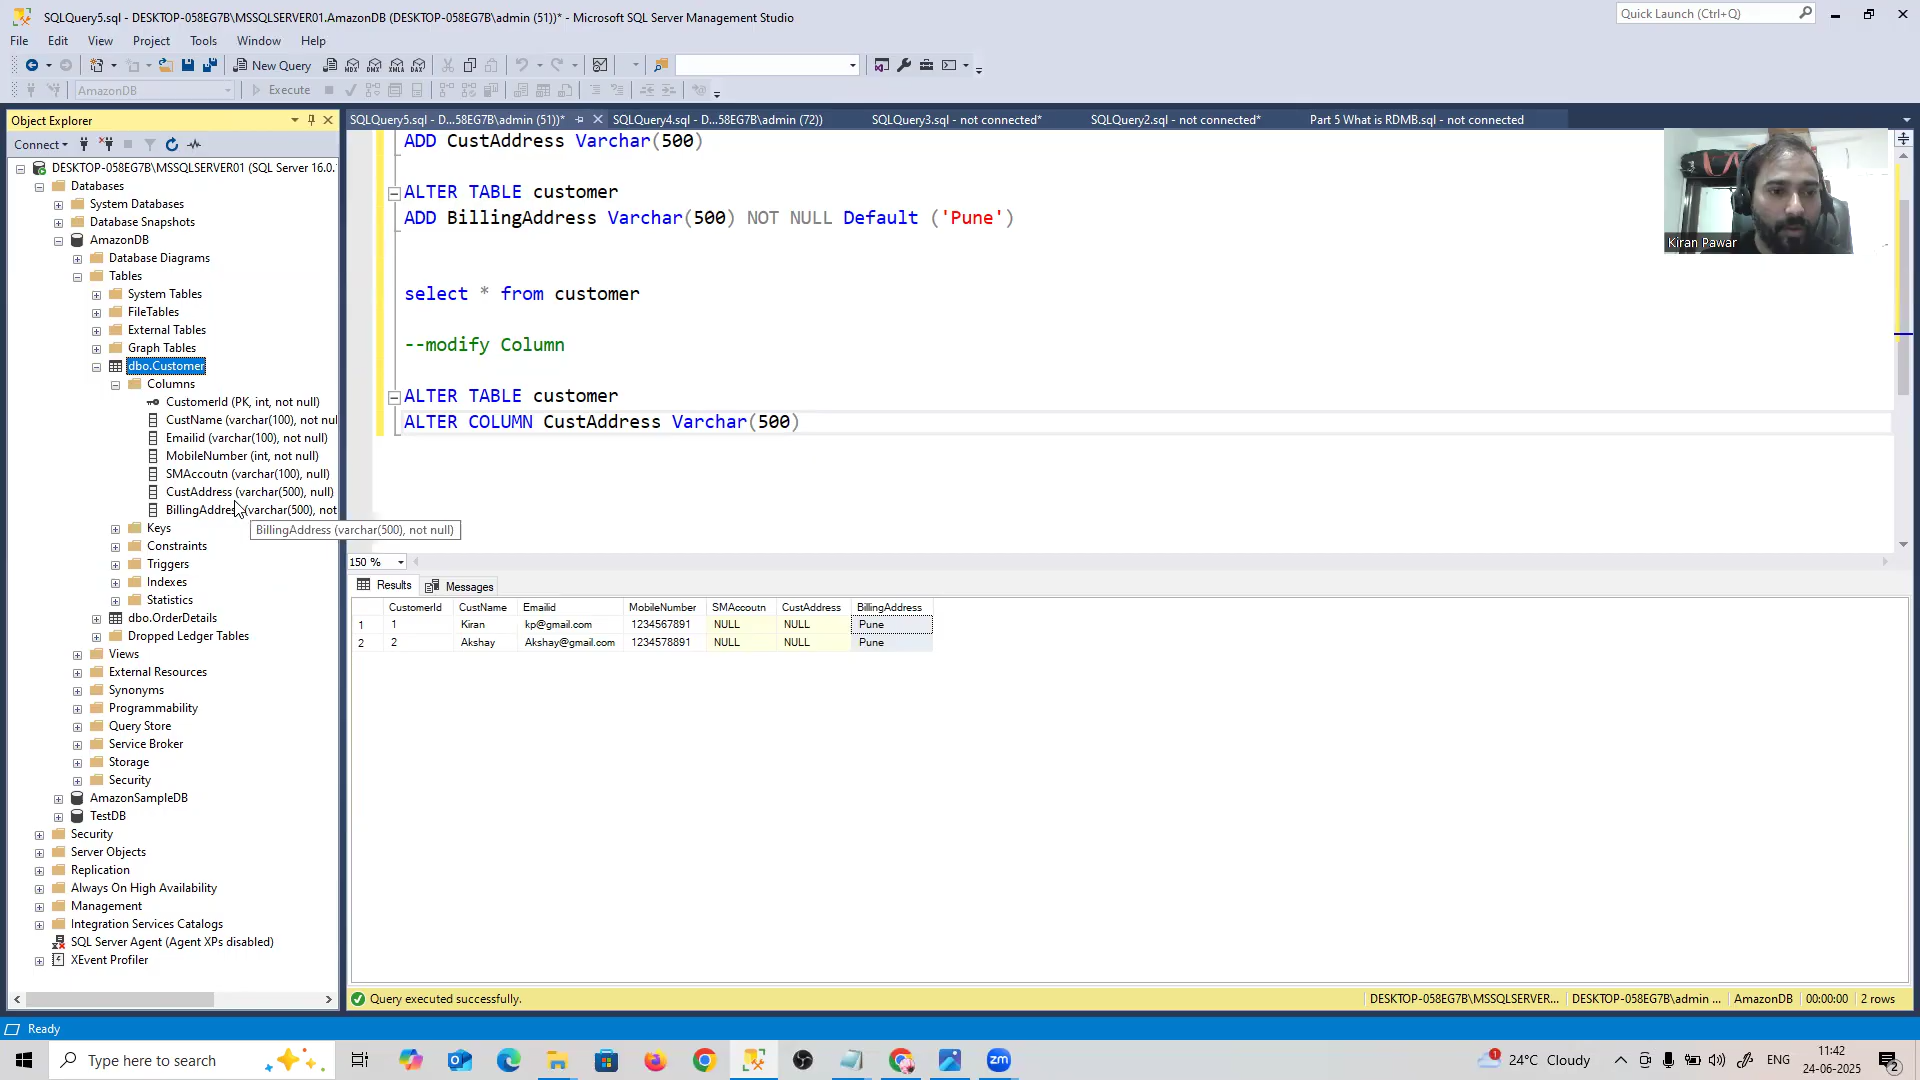 SQLQuery5.sql - DESKTOP-058EG7B\MSSQLSERVER01.AmazonDB (DESKTOP-058EG7B\admin (51))* - Microsoft SQL Server Management Studio
Quick Launch (Ctrl+Q)
File Edit View Project Tools Window Help
New Query
MDX DMX XMLA DAX
AmazonDB
Execute
Object Explorer
SQLQuery5.sql - D...58EG7B\admin (51))*
SQLQuery4.sql - D...58EG7B\admin (72))
SQLQuery3.sql - not connected*
SQLQuery2.sql - not connected*
Part 5 What is RDMB.sql - not connected
Connect
DESKTOP-058EG7B\MSSQLSERVER01 (SQL Server 16.0.
Databases
System Databases
Database Snapshots
AmazonDB
Database Diagrams
Tables
System Tables
FileTables
External Tables
Graph Tables
dbo.Customer
Columns
CustomerId (PK, int, not null)
CustName (varchar(100), not nul
Emailid (varchar(100), not null)
MobileNumber (int, not null)
SMAccoutn (varchar(100), null)
CustAddress (varchar(500), null)
BillingAddress (varchar(500), not
BillingAddress (varchar(500), not null)
Keys
Constraints
Triggers
Indexes
Statistics
dbo.OrderDetails
Dropped Ledger Tables
Views
External Resources
Synonyms
Programmability
Query Store
Service Broker
Storage
Security
AmazonSampleDB
TestDB
Security
Server Objects
Replication
Always On High Availability
Management
Integration Services Catalogs
SQL Server Agent (Agent XPs disabled)
XEvent Profiler
ADD CustAddress Varchar(500)
ALTER TABLE customer
ADD BillingAddress Varchar(500) NOT NULL Default ('Pune')
select * from customer
--modify Column
ALTER TABLE customer
ALTER COLUMN CustAddress Varchar(500)
Kiran Pawar
150 %
Results Messages
CustomerId CustName Emailid MobileNumber SMAccoutn CustAddress BillingAddress
1 1 Kiran kp@gmail.com 1234567891 NULL NULL Pune
2 2 Akshay Akshay@gmail.com 1234578891 NULL NULL Pune
Query executed successfully.
DESKTOP-058EG7B\MSSQLSERVER... DESKTOP-058EG7B\admin ... AmazonDB 00:00:00 2 rows
Ready
Type here to search
zm
1
24°C Cloudy
ENG
11:42
24-06-2025
2